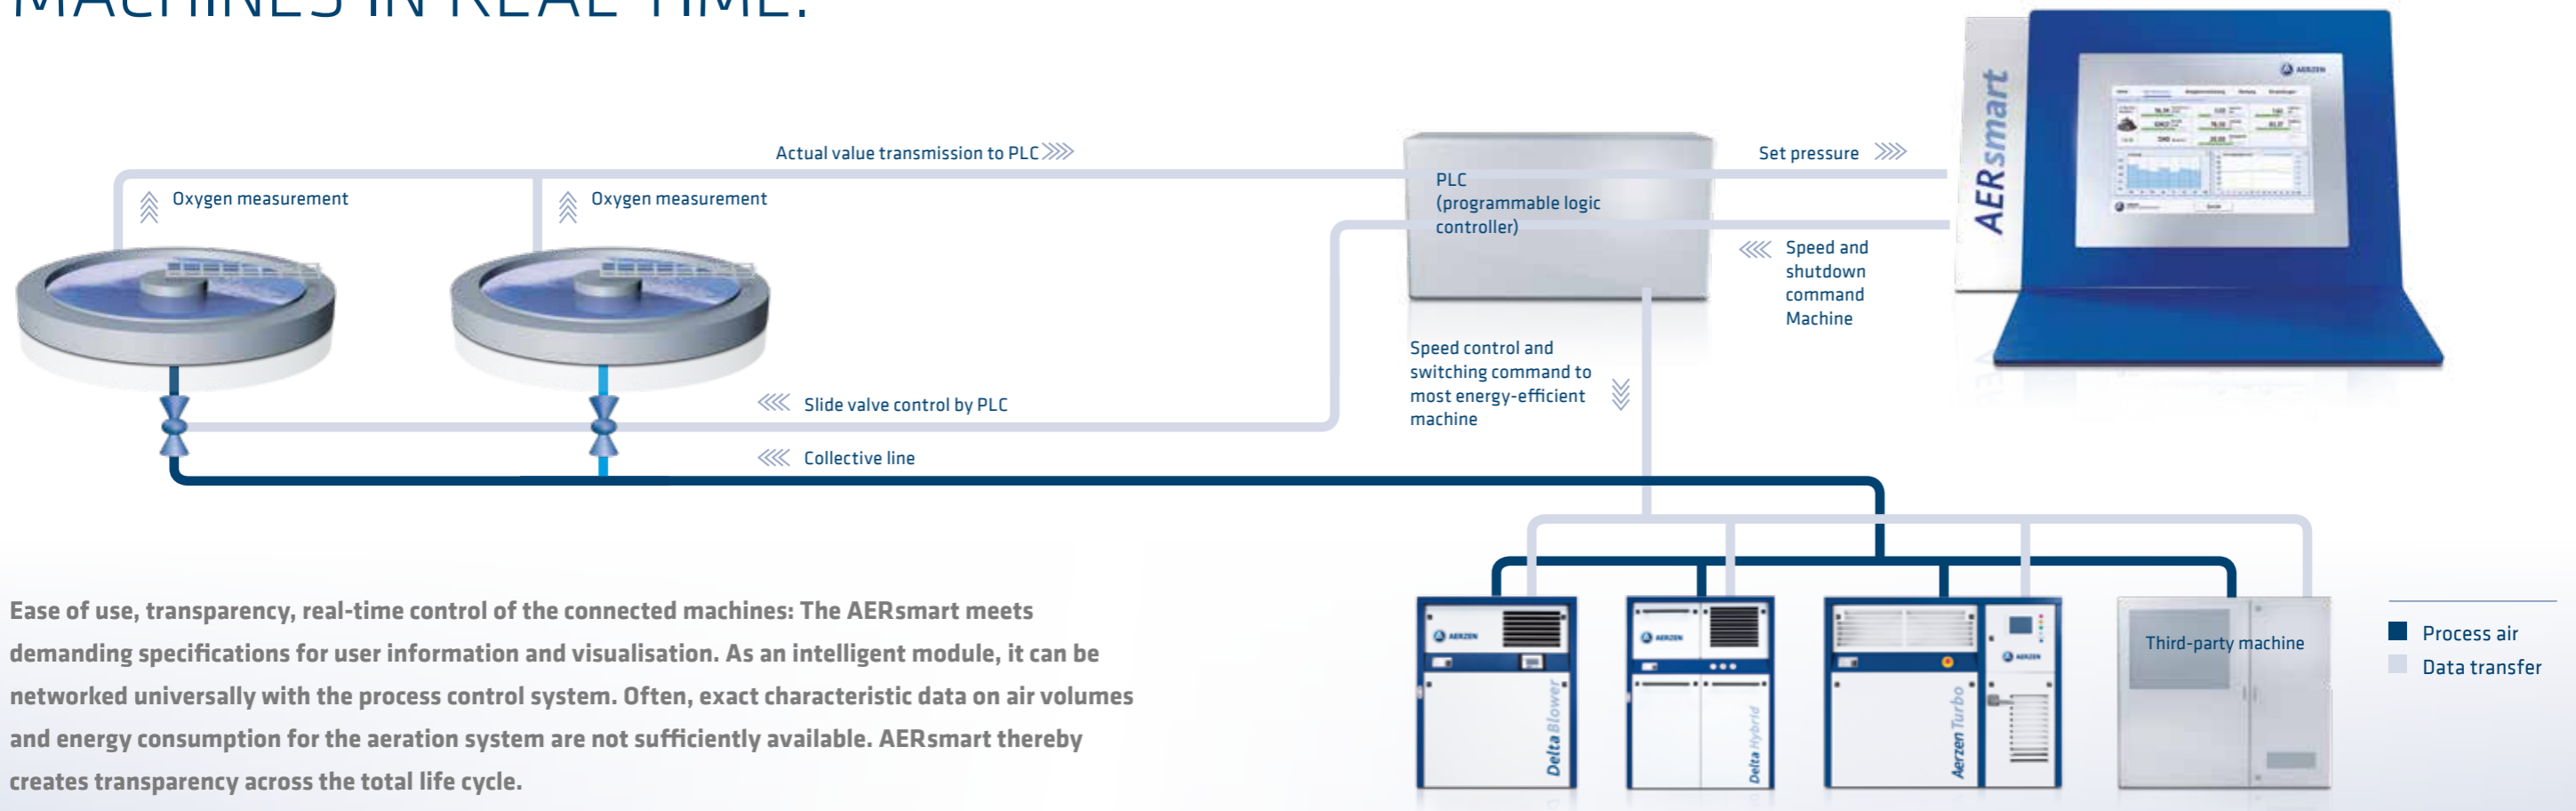 MACHINES IN REAL TIME.
Actual value transmission to PLC
Oxygen measurement
Oxygen measurement
PLC
(programmable logic
controller)
Set pressure
Speed and
shutdown
command
Machine
AERsmart
AERZEN
Speed control and
switching command to
most energy-efficient
machine
Slide valve control by PLC
Collective line
Ease of use, transparency, real-time control of the connected machines: The AERsmart meets
demanding specifications for user information and visualisation. As an intelligent module, it can be
networked universally with the process control system. Often, exact characteristic data on air volumes
and energy consumption for the aeration system are not sufficiently available. AERsmart thereby
creates transparency across the total life cycle.
AERZEN
Delta Blower
AERZEN
Delta Hybrid
AERZEN
Aerzen Turbo
Third-party machine
Process air
Data transfer